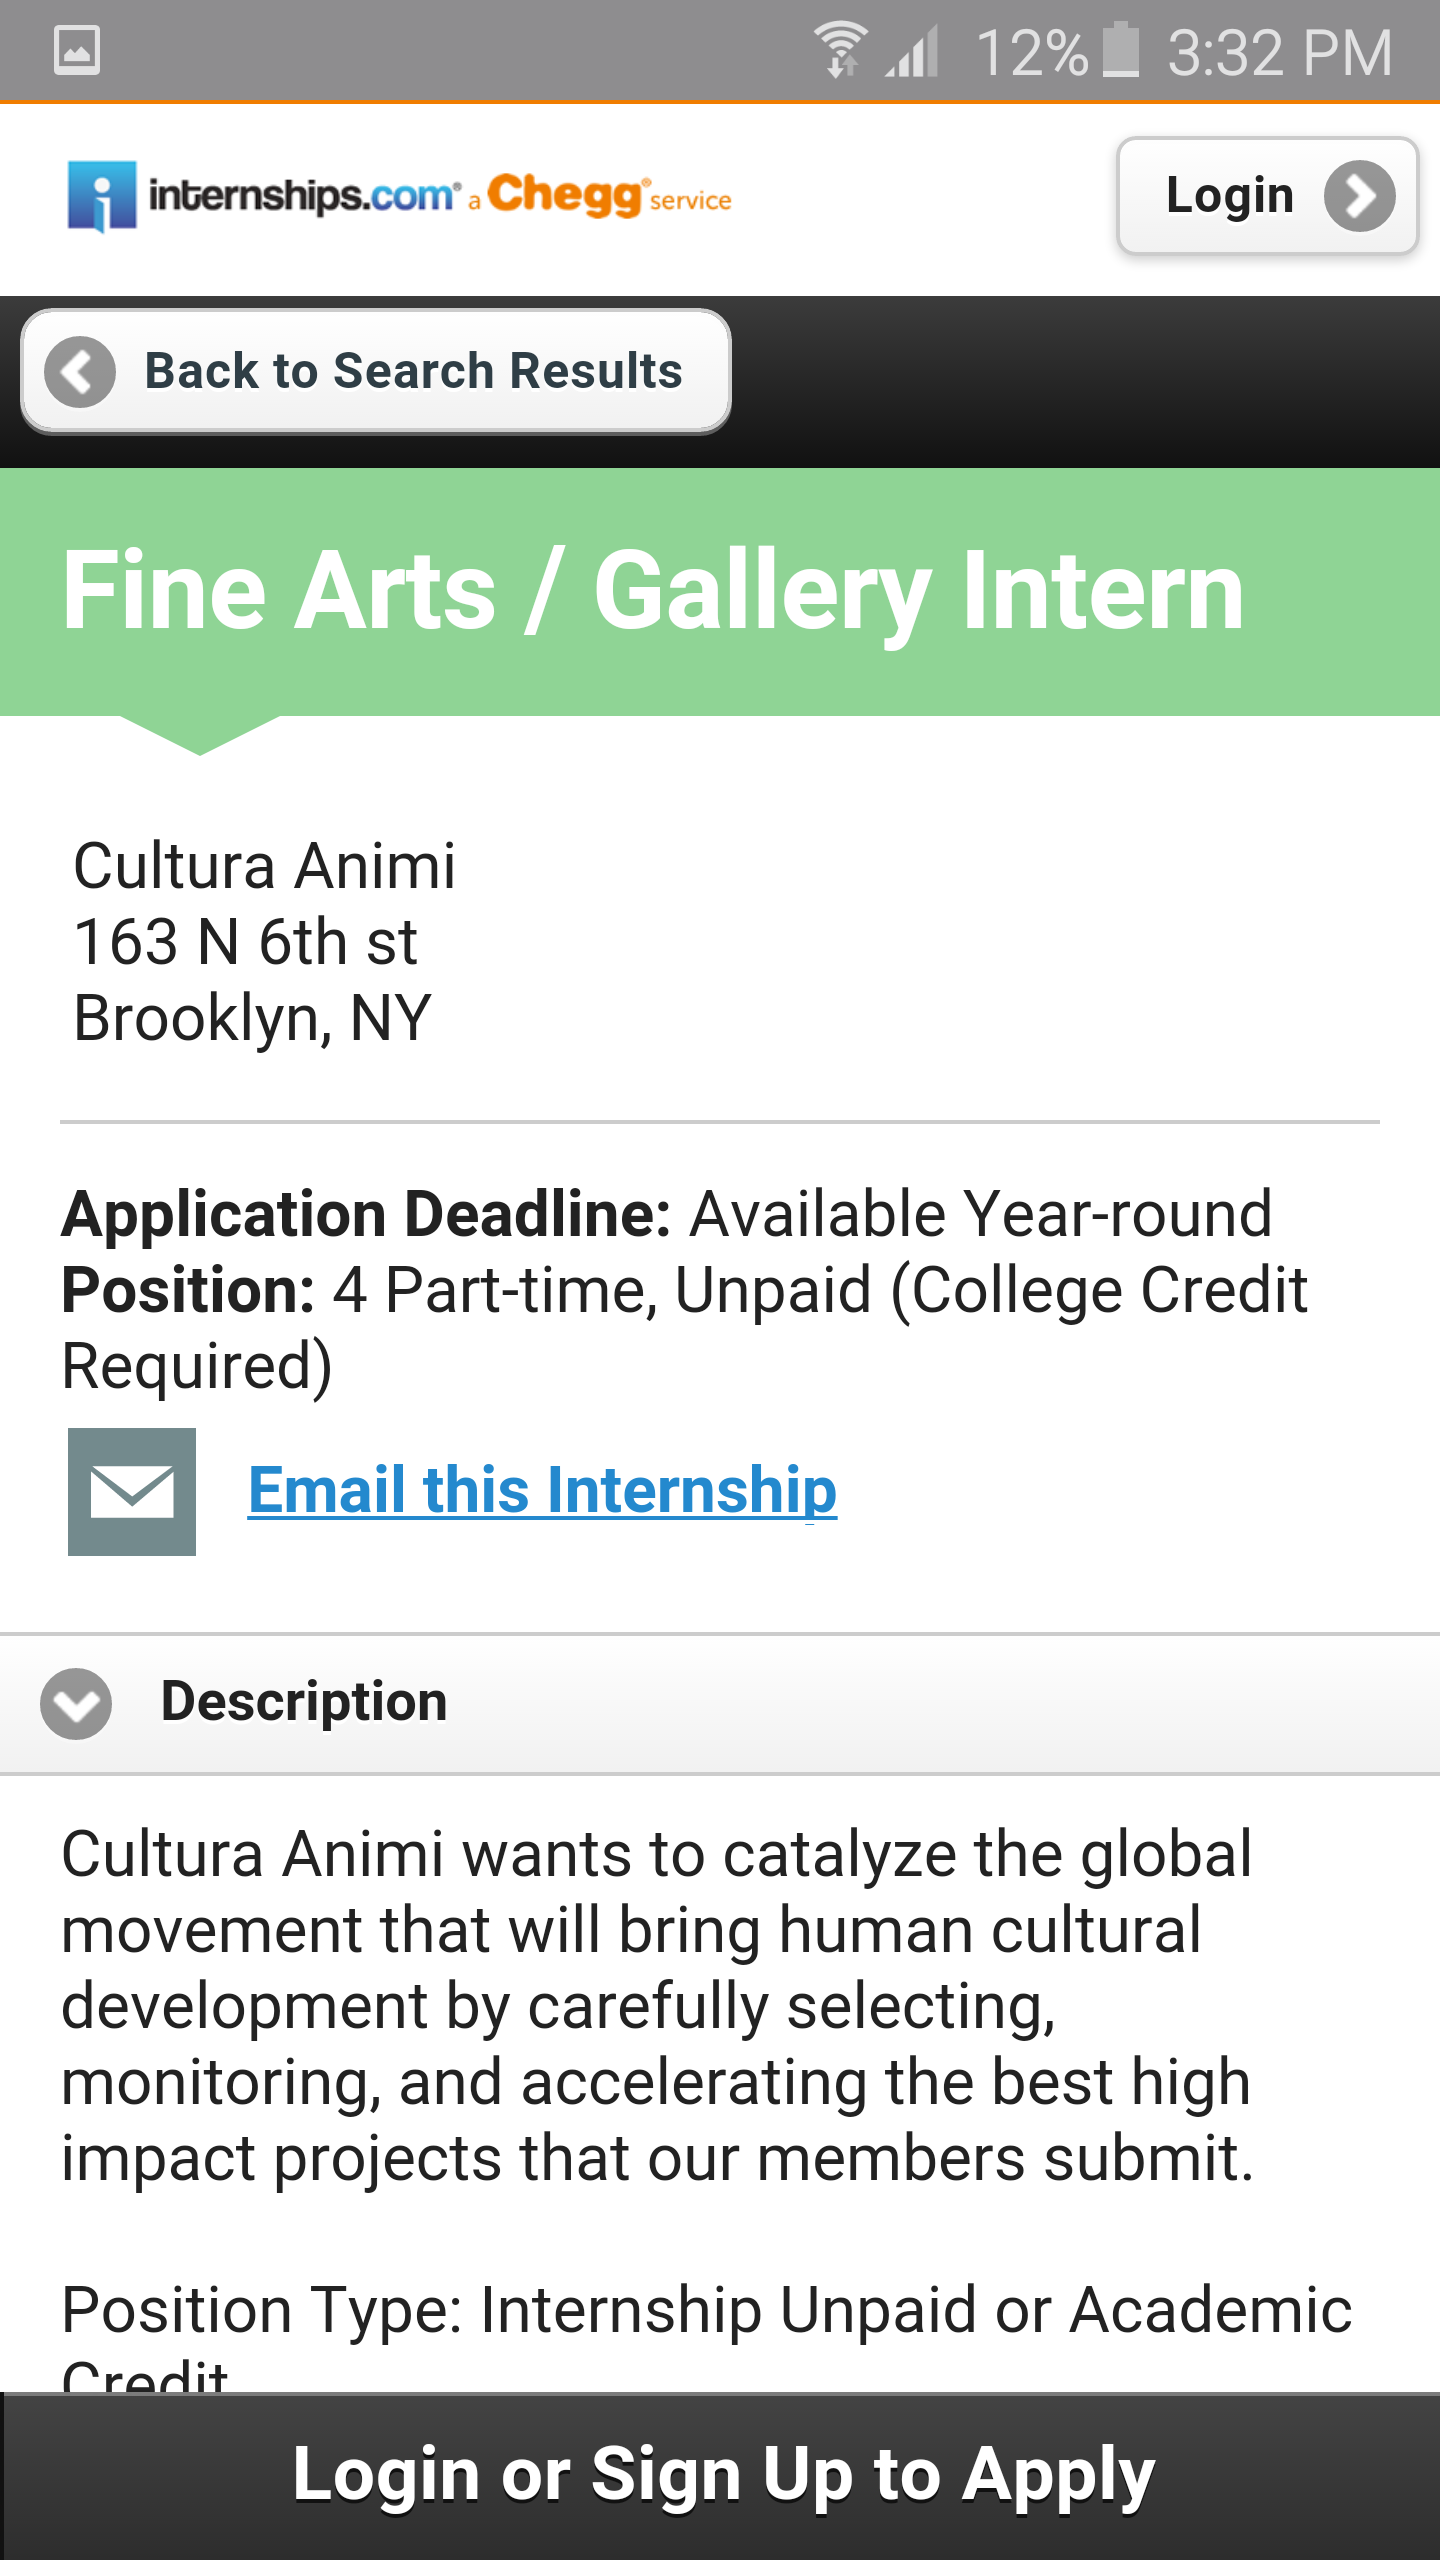 12% 3:32 PM
internships.com® a Chegg® service
Login
Back to Search Results
Fine Arts / Gallery Intern
Cultura Animi
163 N 6th st
Brooklyn, NY
Application Deadline: Available Year-round
Position: 4 Part-time, Unpaid (College Credit
Required)
Email this Internship
Description
Cultura Animi wants to catalyze the global
movement that will bring human cultural
development by carefully selecting,
monitoring, and accelerating the best high
impact projects that our members submit.
Position Type: Internship Unpaid or Academic
Credit
Login or Sign Up to Apply